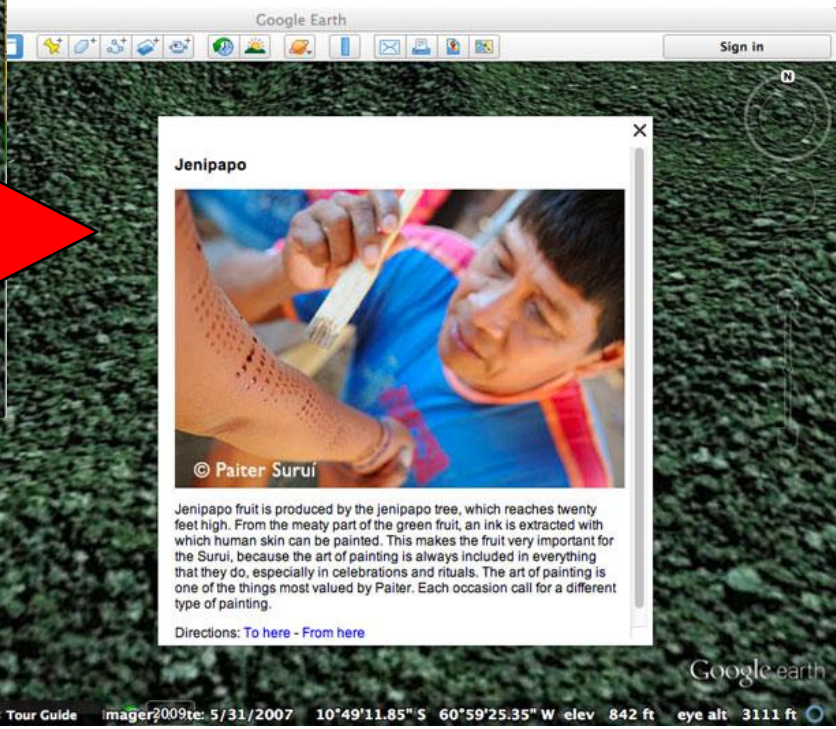 Google Earth
Sign in
N
Jenipapo
© Paiter Suruí
Jenipapo fruit is produced by the jenipapo tree, which reaches twenty
feet high. From the meaty part of the green fruit, an ink is extracted with
which human skin can be painted. This makes the fruit very important for
the Surui, because the art of painting is always included in everything
that they do, especially in celebrations and rituals. The art of painting is
one of the things most valued by Paiter. Each occasion call for a different
type of painting.
Directions: To here - From here
Google earth
Tour Guide 2009 te: 5/31/2007 10°49'11.85" S 60°59'25.35" W elev 842 ft eye alt 3111 ft